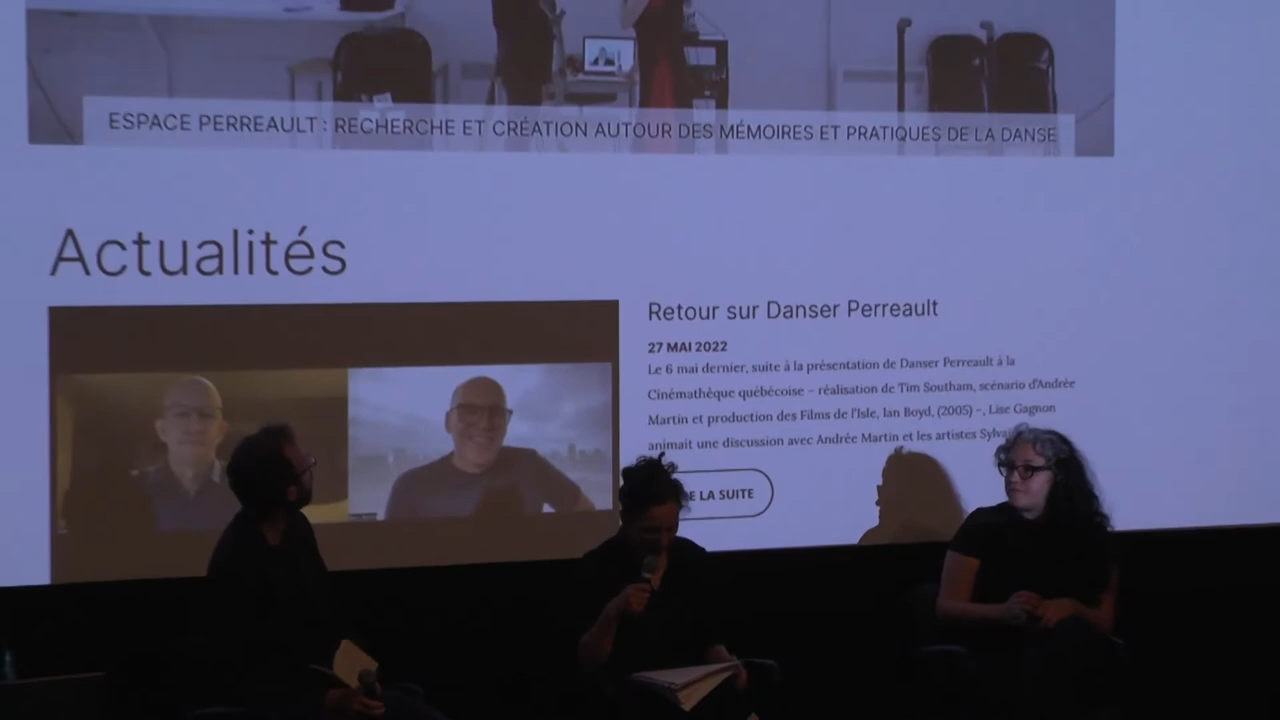 ESPACE PERREAULT : RECHERCHE ET CRÉATION AUTOUR DES MÉMOIRES ET PRATIQUES DE LA DANSE
Actualités
Retour sur Danser Perreault
27 MAI 2022
Le 6 mai dernier, suite à la présentation de Danser Perreault à la
Cinémathèque québécoise – réalisation de Tim Southam, scénario d'Andrée
Martin et production des Films de l'Isle, Ian Boyd, (2005) –, Lise Gagnon
animait une discussion avec Andrée Martin et les artistes
LA SUITE